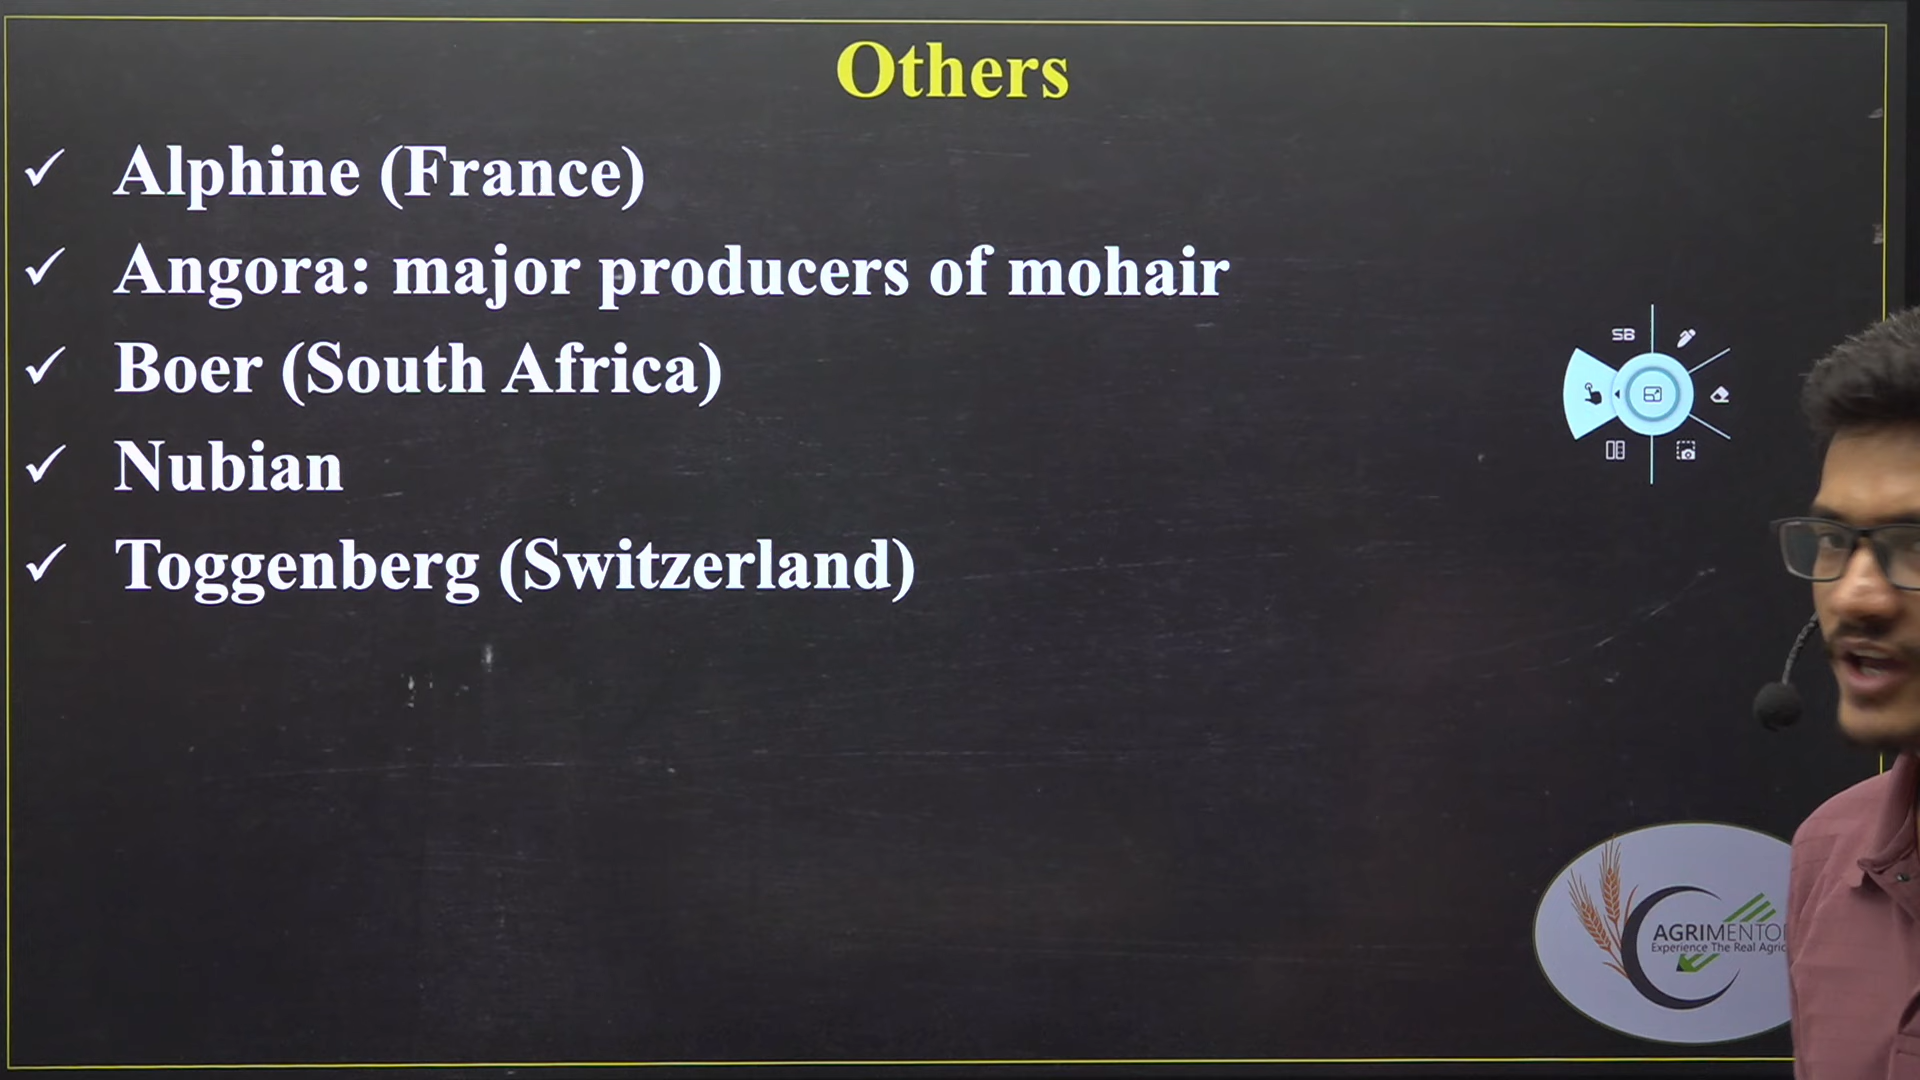 Others
✓ Alphine (France)
✓ Angora: major producers of mohair
✓ Boer (South Africa)
✓ Nubian
✓ Toggenberg (Switzerland)
SB
AGRIMENTO
Experience The Real Agric